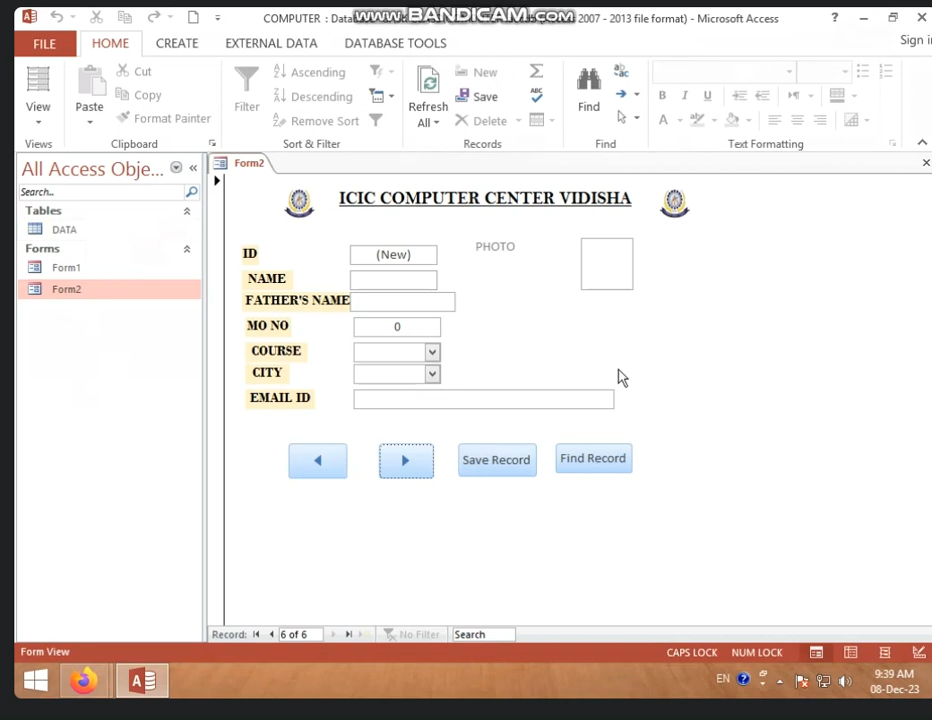 COMPUTER : Data
www.BANDICAM.com
2007 - 2013 file format) - Microsoft Access
?
FILE
HOME
CREATE
EXTERNAL DATA
DATABASE TOOLS
Sign i
View
Paste
Cut
Copy
Format Painter
Filter
Ascending
Descending
Remove Sort
Refresh
All
New
Save
Delete
Find
Views
Clipboard
Sort & Filter
Records
Find
Text Formatting
All Access Obje...
Search...
Tables
DATA
Forms
Form1
Form2
Form2
ICIC COMPUTER CENTER VIDISHA
ID
(New)
PHOTO
NAME
FATHER'S NAME
MO NO
0
COURSE
CITY
EMAIL ID
Save Record
Find Record
Record:
6 of 6
No Filter
Search
Form View
CAPS LOCK
NUM LOCK
EN
9:39 AM
08-Dec-23